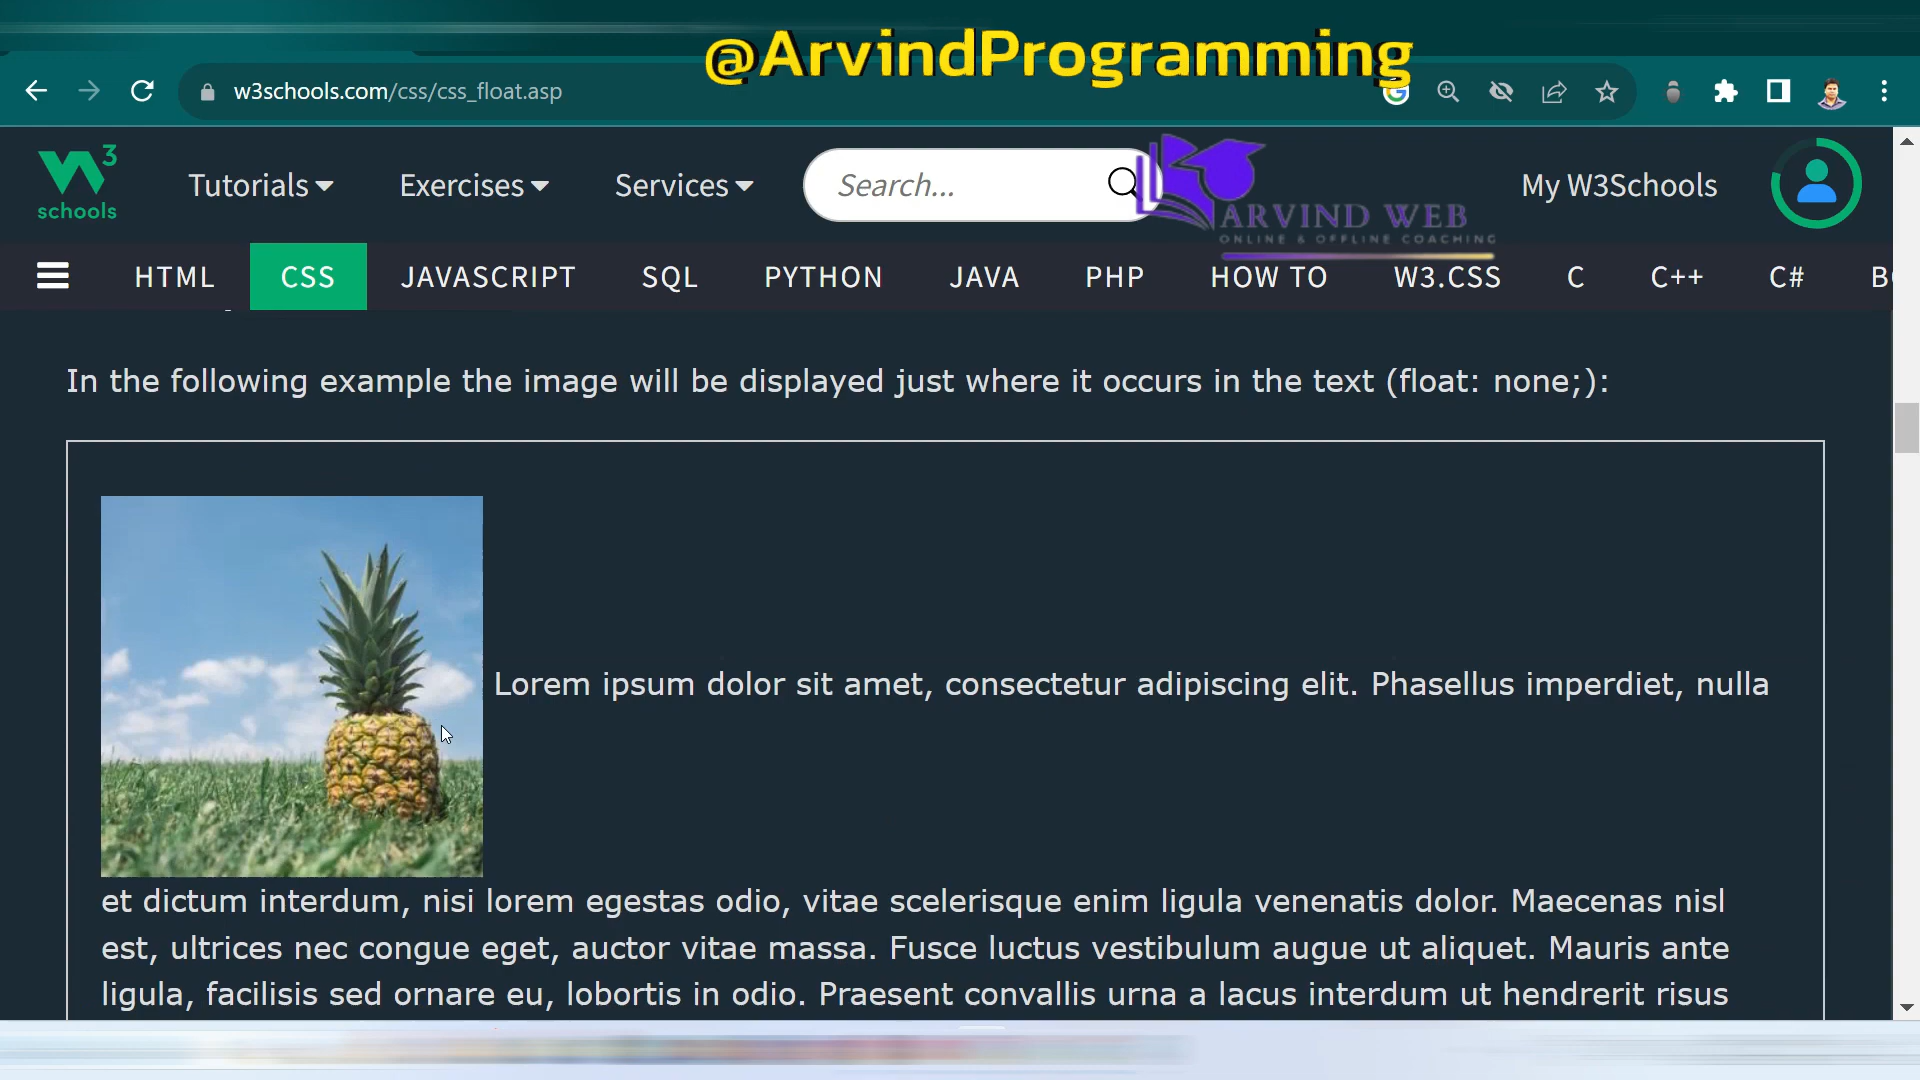 @ArvindProgramming
w3schools.com/css/css_float.asp
W3 schools
Tutorials Exercises Services Search... My W3Schools
ARVIND WEB
ONLINE & OFFLINE COACHING
HTML CSS JAVASCRIPT SQL PYTHON JAVA PHP HOW TO W3.CSS C C++ C#
In the following example the image will be displayed just where it occurs in the text (float: none;):
Lorem ipsum dolor sit amet, consectetur adipiscing elit. Phasellus imperdiet, nulla
et dictum interdum, nisi lorem egestas odio, vitae scelerisque enim ligula venenatis dolor. Maecenas nisl
est, ultrices nec congue eget, auctor vitae massa. Fusce luctus vestibulum augue ut aliquet. Mauris ante
ligula, facilisis sed ornare eu, lobortis in odio. Praesent convallis urna a lacus interdum ut hendrerit risus